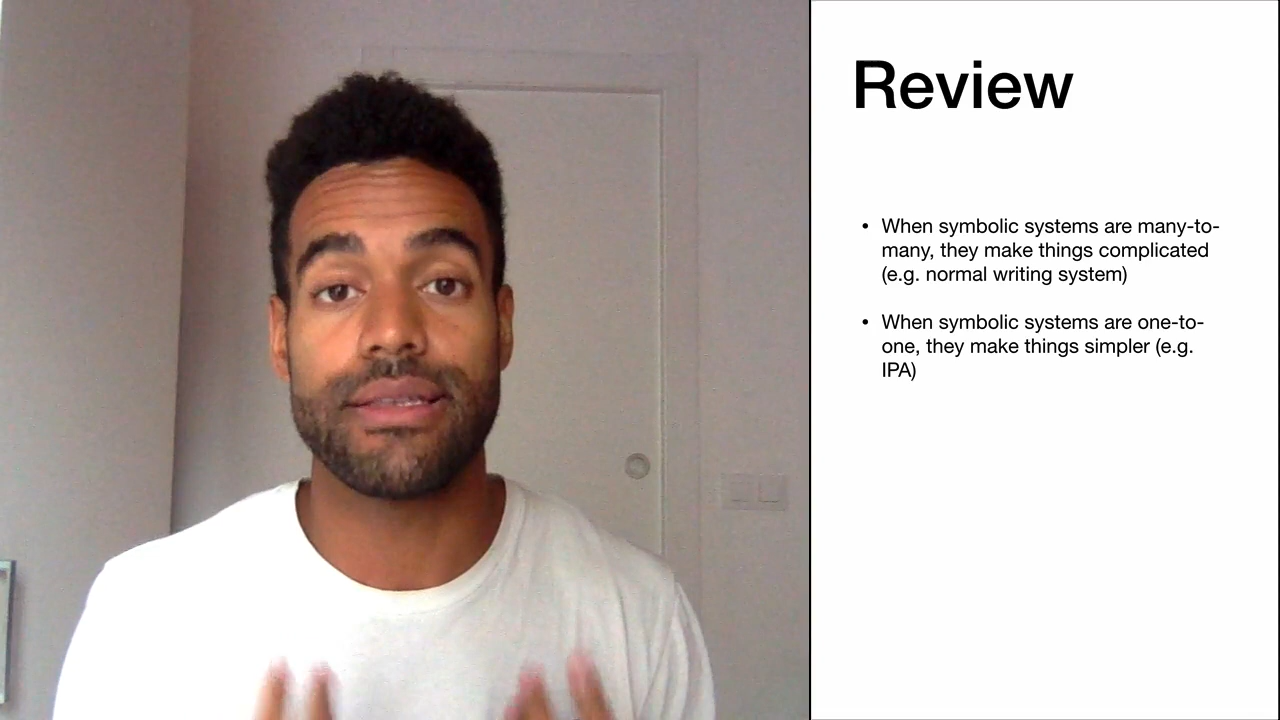 Review
• When symbolic systems are many-to-
many, they make things complicated
(e.g. normal writing system)
• When symbolic systems are one-to-
one, they make things simpler (e.g.
IPA)